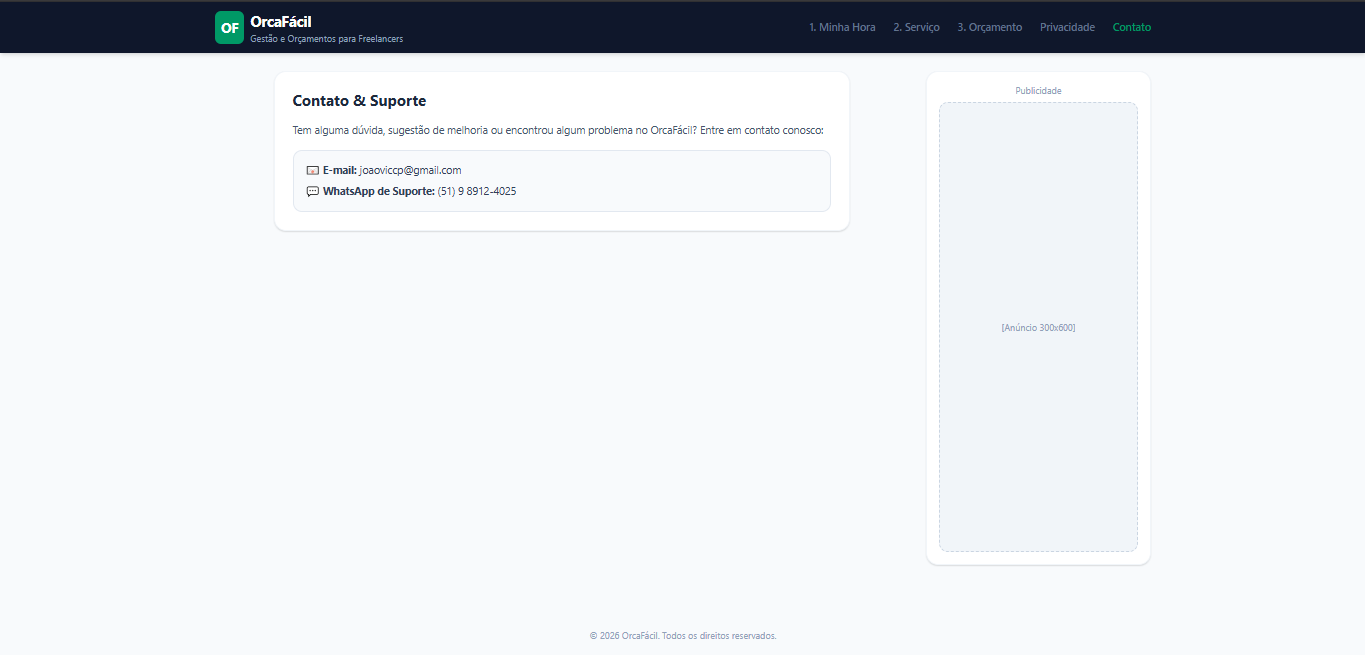 OF
OrcaFácil
Gestão e Orçamentos para Freelancers
1. Minha Hora
2. Serviço
3. Orçamento
Privacidade
Contato
Contato & Suporte
Tem alguma dúvida, sugestão de melhoria ou encontrou algum problema no OrcaFácil? Entre em contato conosco:
E-mail: joaoviccp@gmail.com
WhatsApp de Suporte: (51) 9 8912-4025
Publicidade
[Anúncio 300x600]
© 2026 OrcaFácil. Todos os direitos reservados.